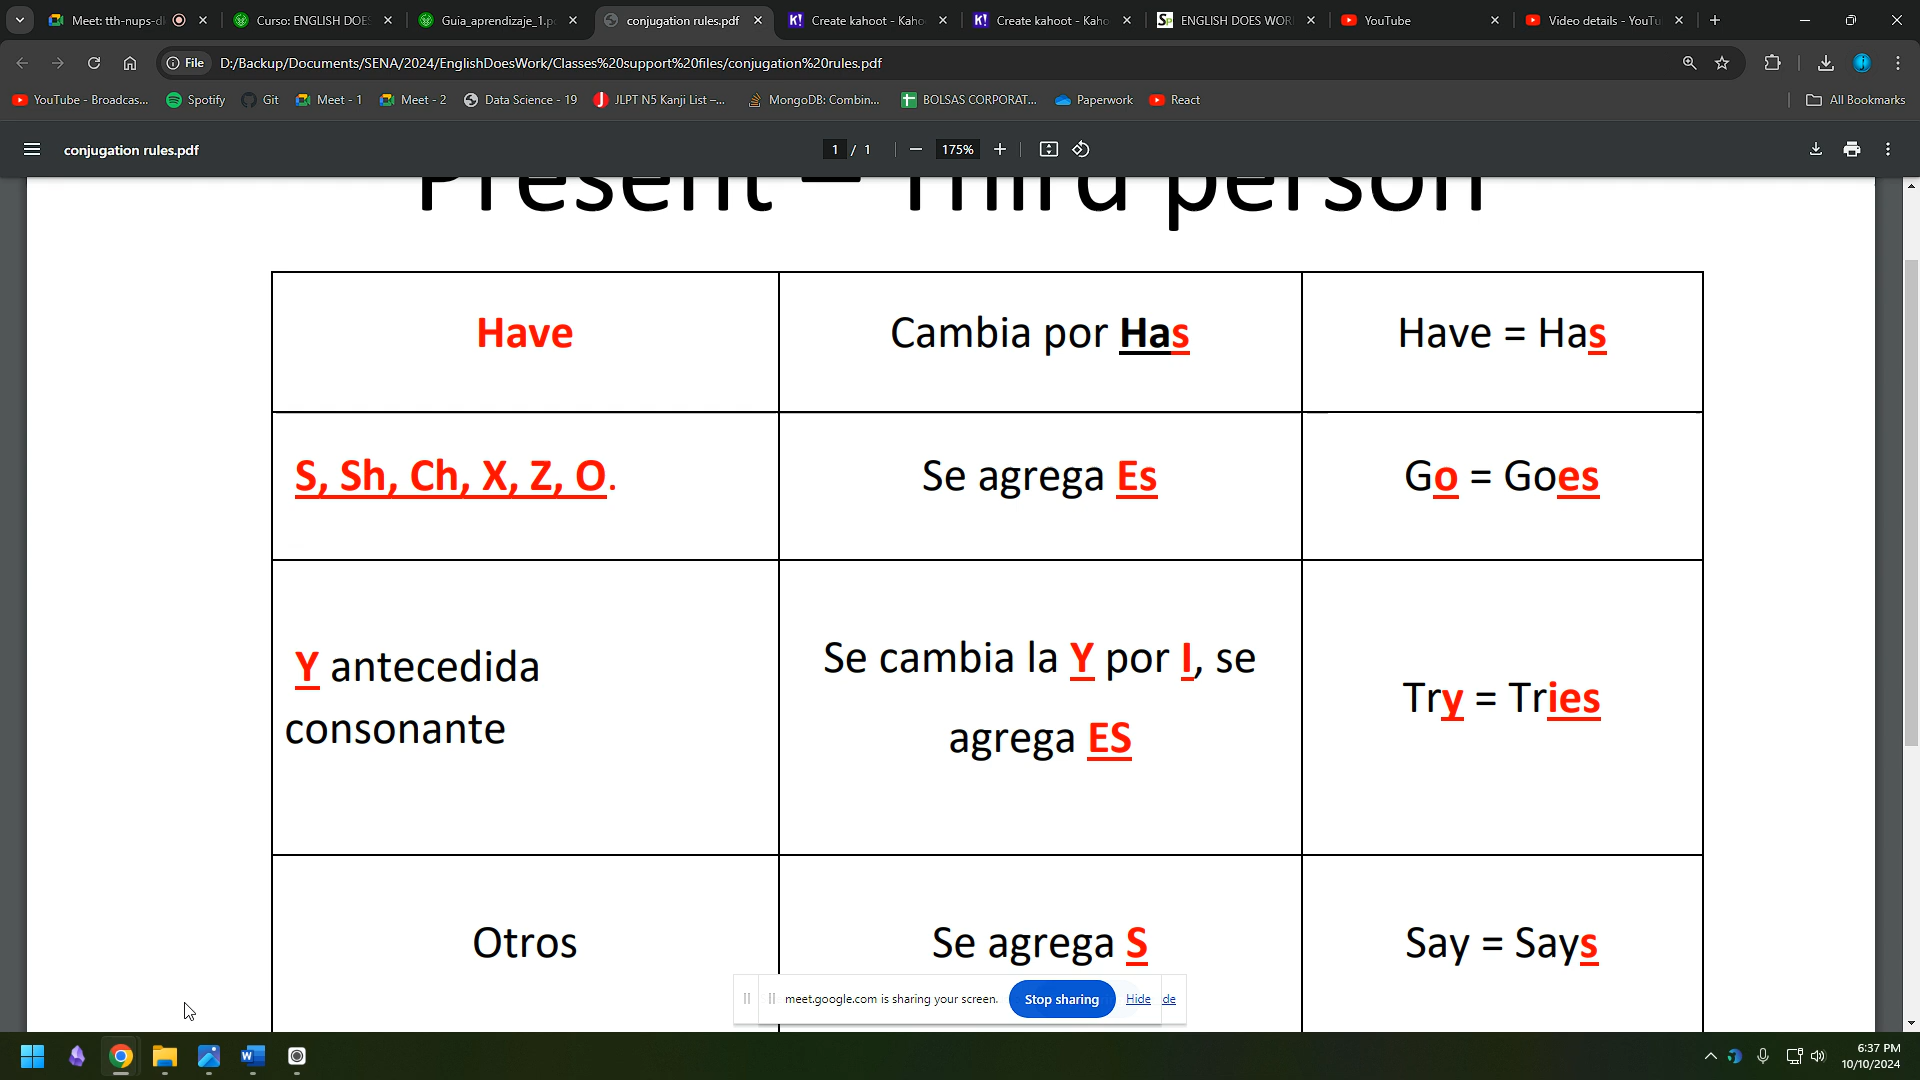 Meet: tth-nups-d
Curso: ENGLISH DOES
Guia_aprendizaje_1.p
conjugation rules.pdf
Create kahoot - Kaho
Create kahoot - Kaho
ENGLISH DOES WOR
YouTube
Video details - YouTu
File
D:/Backup/Documents/SENA/2024/EnglishDoesWork/Classes%20support%20files/conjugation%20rules.pdf
YouTube - Broadcas...
Spotify
Git
Meet - 1
Meet - 2
Data Science - 19
JLPT N5 Kanji List –...
MongoDB: Combin...
BOLSAS CORPORAT...
Paperwork
React
All Bookmarks
conjugation rules.pdf
1 / 1
175%
Present – Third person
Have
Cambia por Has
Have = Has
S, Sh, Ch, X, Z, O.
Se agrega Es
Go = Goes
Y antecedida
consonante
Se cambia la Y por I, se
agrega ES
Try = Tries
Otros
Se agrega S
Say = Says
meet.google.com is sharing your screen.
Stop sharing
Hide
de
6:37 PM
10/10/2024